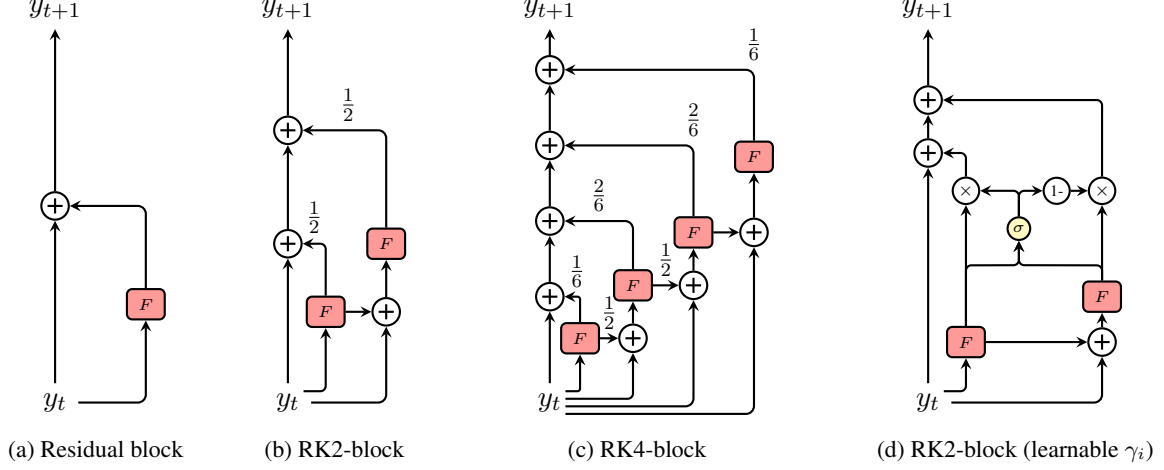 y_{t+1} y_{t+1} y_{t+1} y_{t+1}
1/6
1/2 2/6
2/6
1- σ × ×
1/2 1/6 1/2 1/2
+ + + + + + + + + + + + + + +
F F F F F F F F F
y_t y_t y_t y_t
(a) Residual block (b) RK2-block (c) RK4-block (d) RK2-block (learnable γ_i)